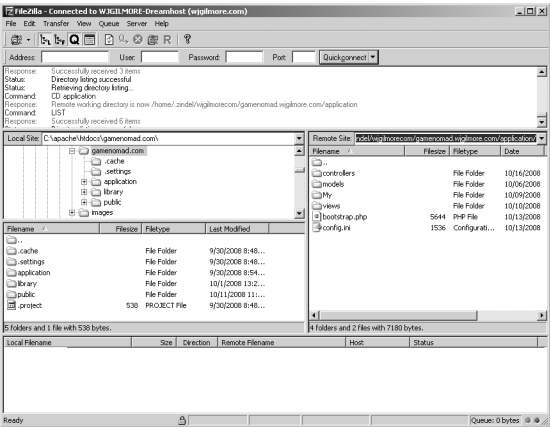 FileZilla - Connected to WJGILMORE-Dreamhost (wjgilmore.com)
File Edit Transfer View Queue Server Help
Address: User: Password: Port: Quickconnect
Response: Successfully received 3 items
Status: Directory listing successful
Status: Retrieving directory listing...
Command: CD application
Response: Remote working directory is now /home/.zindel/wjgilmorecom/gamenomad.wjgilmore.com/application
Command: LIST
Response: Successfully received 6 items
Status: Directory listing successful
Local Site: C:\apache\htdocs\gamenomad.com\
gamenomad.com
.cache
.settings
application
library
public
images
Filename Filesize Filetype Last Modified
..
.cache File Folder 9/30/2008 8:48...
.settings File Folder 9/30/2008 8:48...
application File Folder 9/30/2008 8:54...
library File Folder 10/1/2008 13:2...
public File Folder 10/11/2008 11:...
.project 538 PROJECT File 9/30/2008 8:48...
5 folders and 1 file with 538 bytes.
Remote Site: ndel/wjgilmorecom/gamenomad.wjgilmore.com/application/
Filename Filesize Filetype Date
..
controllers File Folder 10/16/2008
models File Folder 10/06/2008
My File Folder 10/09/2008
views File Folder 10/10/2008
bootstrap.php 5644 PHP File 10/13/2008
config.ini 1536 Configurati... 10/13/2008
4 folders and 2 files with 7180 bytes.
Local Filename Size Direction Remote Filename Host Status
Ready Queue: 0 bytes